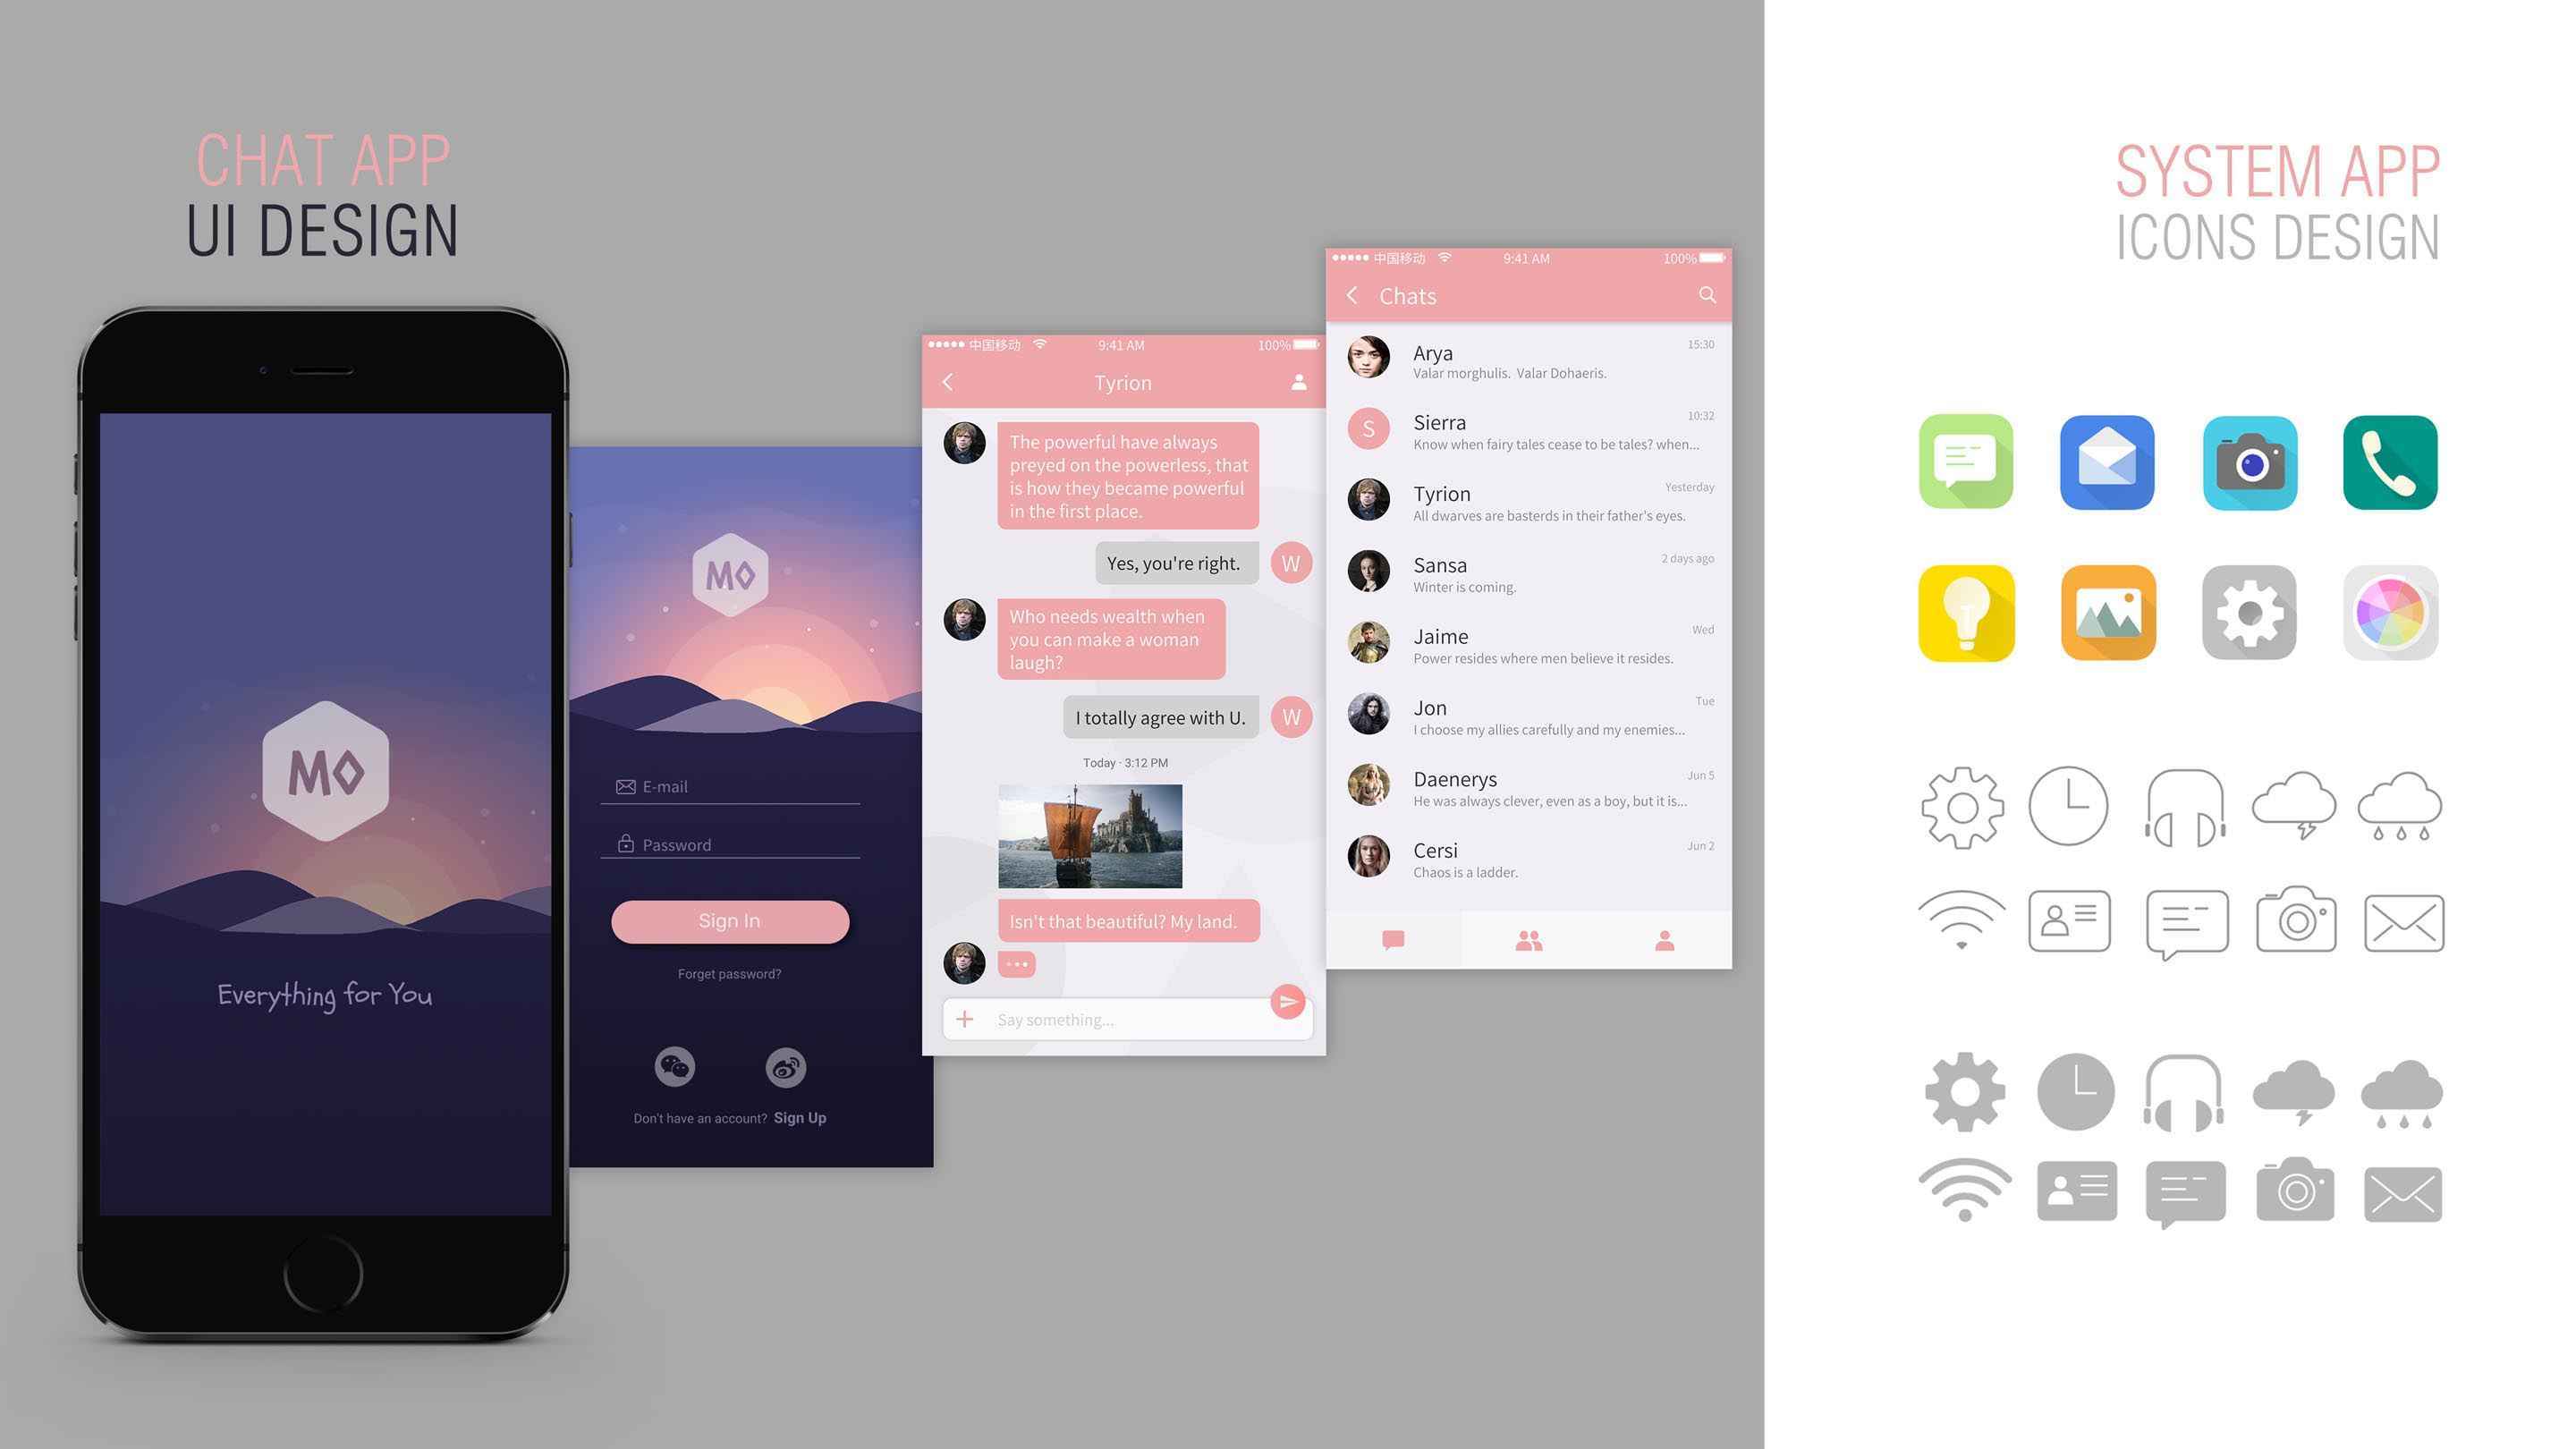 CHAT APP
UI DESIGN
MO
Everything for You
MO
E-mail
Password
Sign In
Forget password?
Don't have an account? Sign Up
中国移动 9:41 AM 100%
Tyrion
The powerful have always
preyed on the powerless, that
is how they became powerful
in the first place.
Yes, you're right.
W
Who needs wealth when
you can make a woman
laugh?
I totally agree with U.
W
Today · 3:12 PM
Isn't that beautiful? My land.
Say something...
中国移动 9:41 AM 100%
Chats
Arya 15:30
Valar morghulis. Valar Dohaeris.
S
Sierra 10:32
Know when fairy tales cease to be tales? when...
Tyrion Yesterday
All dwarves are basterds in their father's eyes.
Sansa 2 days ago
Winter is coming.
Jaime Wed
Power resides where men believe it resides.
Jon Tue
I choose my allies carefully and my enemies...
Daenerys Jun 5
He was always clever, even as a boy, but it is...
Cersi Jun 2
Chaos is a ladder.
SYSTEM APP
ICONS DESIGN